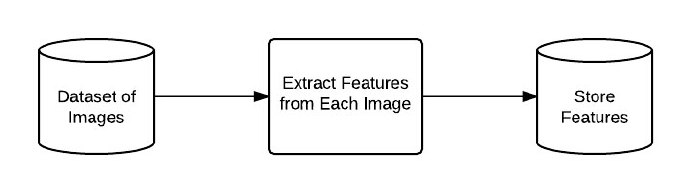 Dataset of
Images
Extract Features
from Each Image
Store
Features